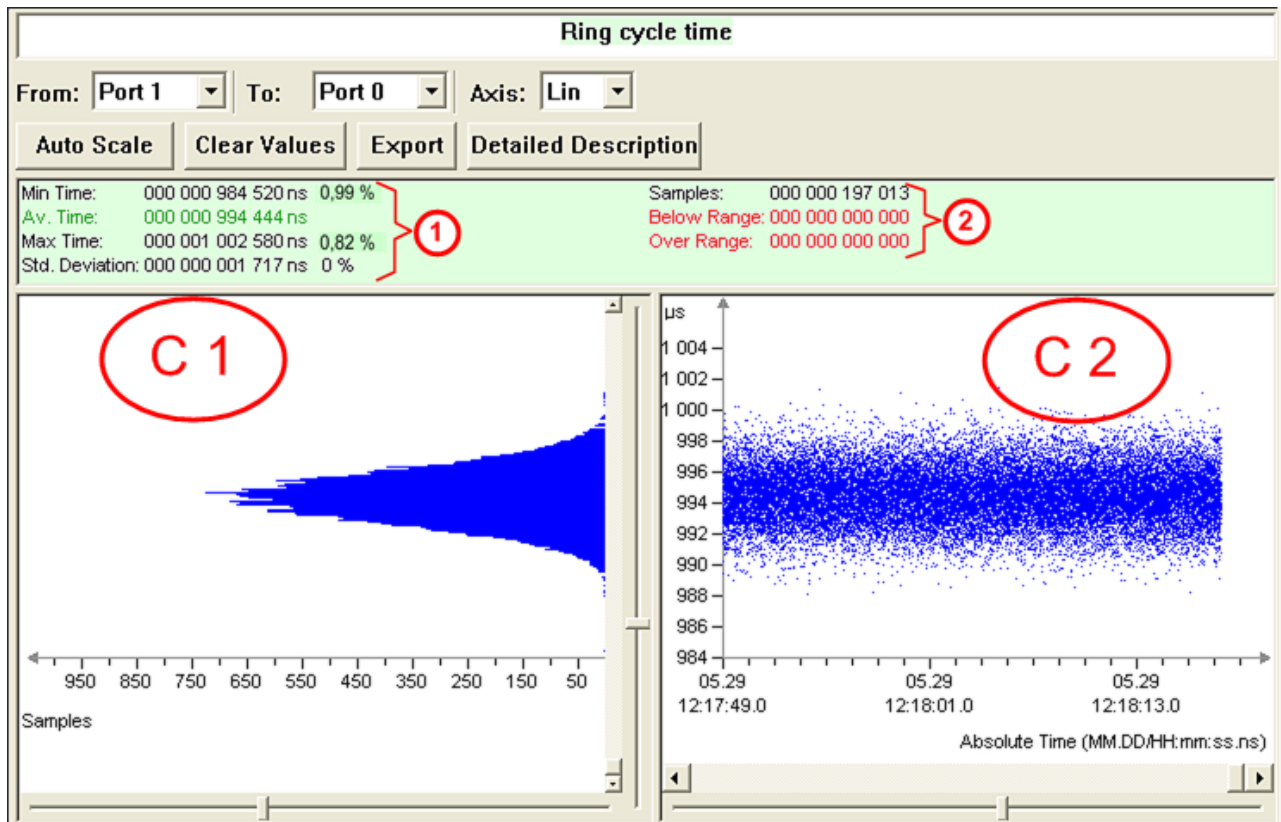 Ring cycle time
From: Port 1 To: Port 0 Axis: Lin
Auto Scale Clear Values Export Detailed Description
Min Time: 000 000 984 520 ns 0,99 %
Av. Time: 000 000 994 444 ns
Max Time: 000 001 002 580 ns 0,82 %
Std. Deviation: 000 000 001 717 ns 0 %
1
Samples: 000 000 197 013
Below Range: 000 000 000 000
Over Range: 000 000 000 000
2
C 1
950 850 750 650 550 450 350 250 150 50
Samples
µs
C 2
1 004
1 002
1 000
998
996
994
992
990
988
986
984
05.29 05.29 05.29
12:17:49.0 12:18:01.0 12:18:13.0
Absolute Time (MM.DD/HH:mm:ss.ns)